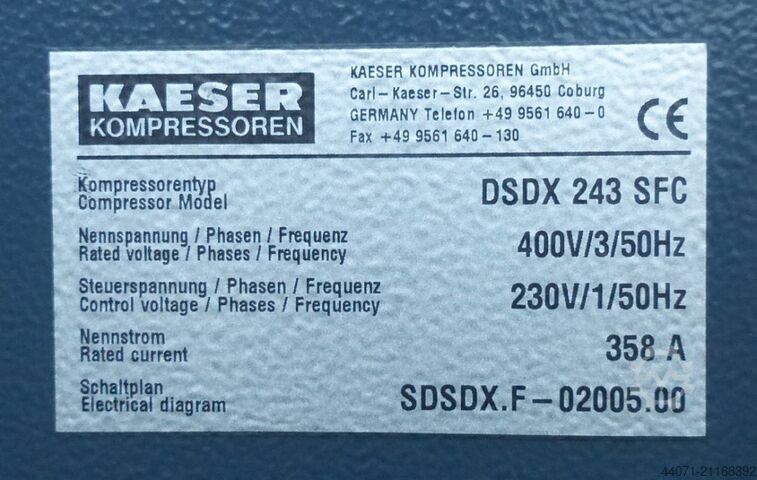 KAESER
KOMPRESSOREN
KAESER KOMPRESSOREN GmbH
Carl-Kaeser-Str. 26, 96450 Coburg
GERMANY Telefon +49 9561 640-0
Fax +49 9561 640-130
CE
Kompressorentyp
Compressor Model
DSDX 243 SFC
Nennspannung / Phasen / Frequenz
Rated voltage / Phases / Frequency
400V/3/50Hz
Steuerspannung / Phasen / Frequenz
Control voltage / Phases / Frequency
230V/1/50Hz
Nennstrom
Rated current
358 A
Schaltplan
Electrical diagram
SDSDX.F-02005.00
44071-21168392